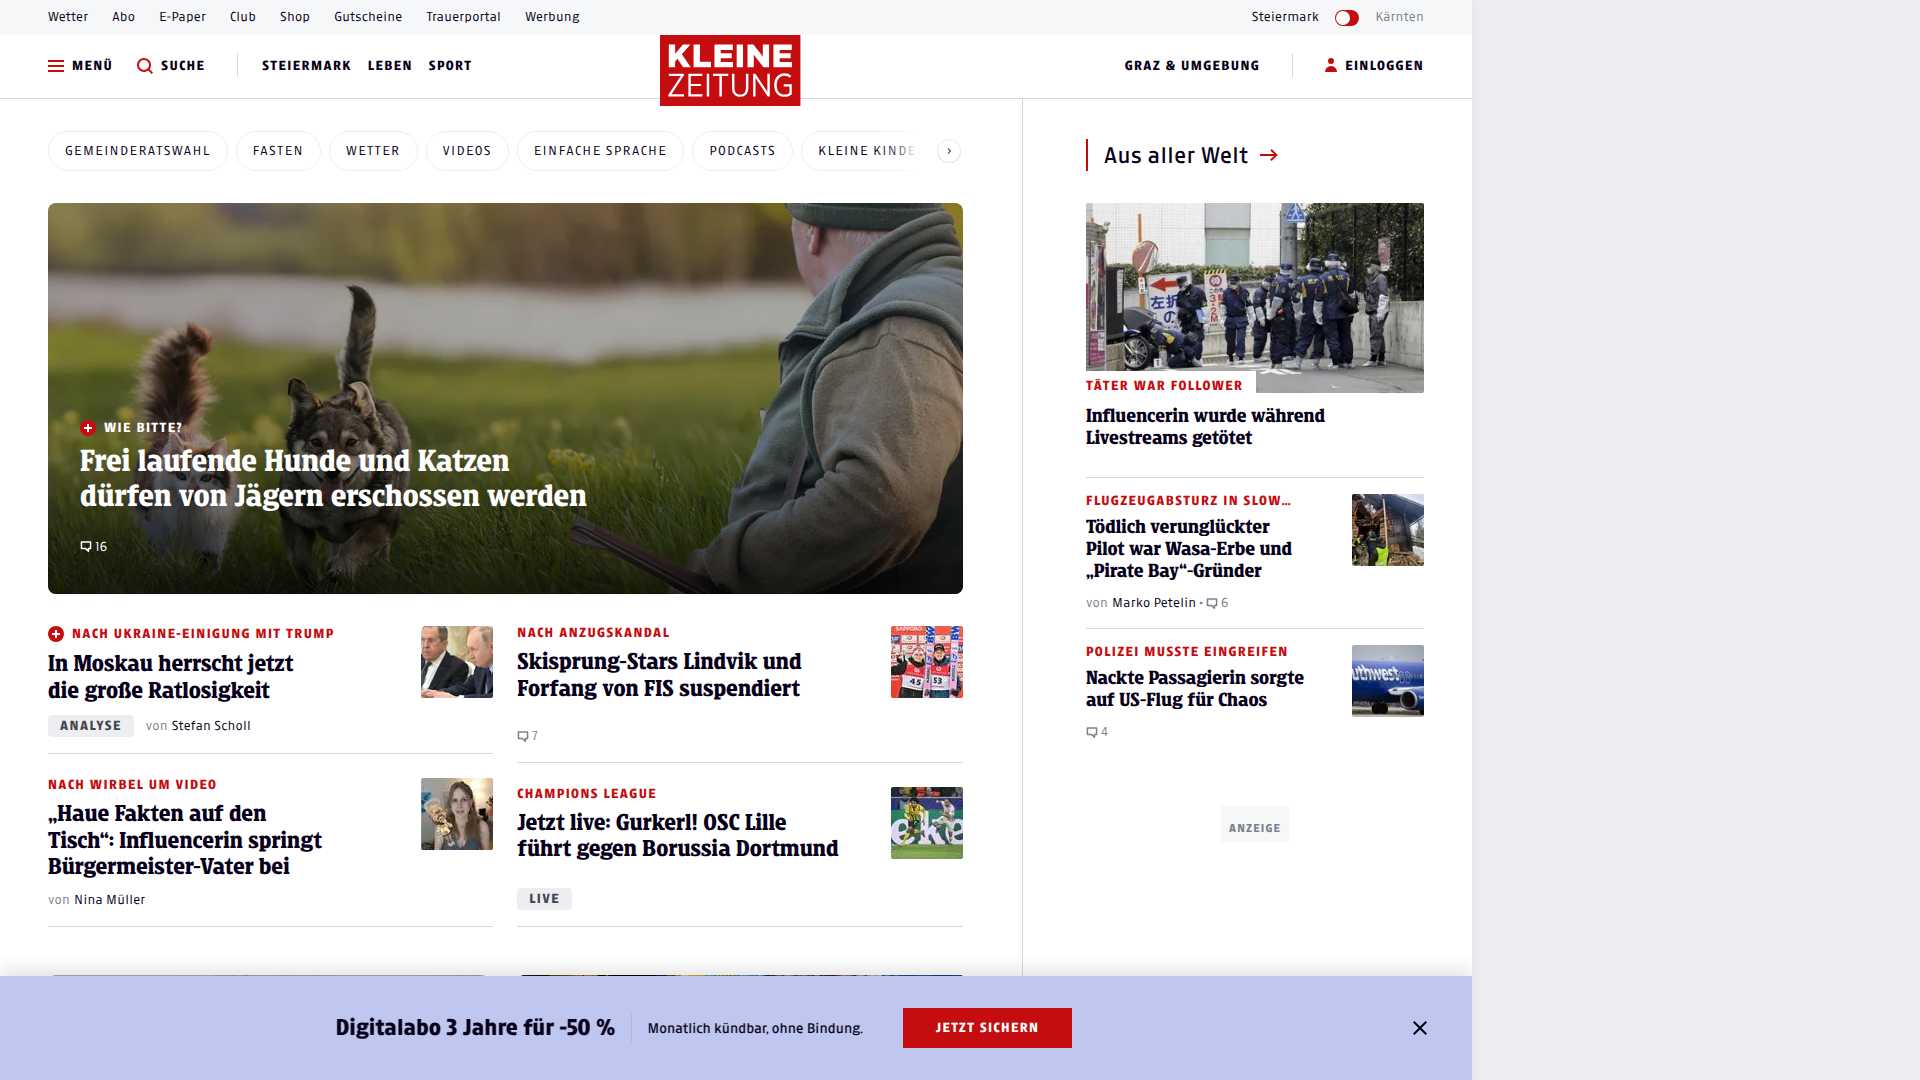 Wetter Abo E-Paper Club Shop Gutscheine Trauerportal Werbung Steiermark Kärnten
MENÜ SUCHE STEIERMARK LEBEN SPORT KLEINE ZEITUNG GRAZ & UMGEBUNG EINLOGGEN
GEMEINDERATSWAHL FASTEN WETTER VIDEOS EINFACHE SPRACHE PODCASTS KLEINE KINDE
WIE BITTE?
Frei laufende Hunde und Katzen
dürfen von Jägern erschossen werden
16
NACH UKRAINE-EINIGUNG MIT TRUMP
In Moskau herrscht jetzt
die große Ratlosigkeit
ANALYSE von Stefan Scholl
NACH ANZUGSKANDAL
Skisprung-Stars Lindvik und
Forfang von FIS suspendiert
7
NACH WIRBEL UM VIDEO
„Haue Fakten auf den
Tisch“: Influencerin springt
Bürgermeister-Vater bei
von Nina Müller
CHAMPIONS LEAGUE
Jetzt live: Gurkerl! OSC Lille
führt gegen Borussia Dortmund
LIVE
Aus aller Welt
左折
の
TÄTER WAR FOLLOWER
Influencerin wurde während
Livestreams getötet
FLUGZEUGABSTURZ IN SLOW…
Tödlich verunglückter
Pilot war Wasa-Erbe und
„Pirate Bay“-Gründer
von Marko Petelin • 6
POLIZEI MUSSTE EINGREIFEN
Nackte Passagierin sorgte
auf US-Flug für Chaos
uthwest
4
ANZEIGE
Digitalabo 3 Jahre für -50 % Monatlich kündbar, ohne Bindung. JETZT SICHERN